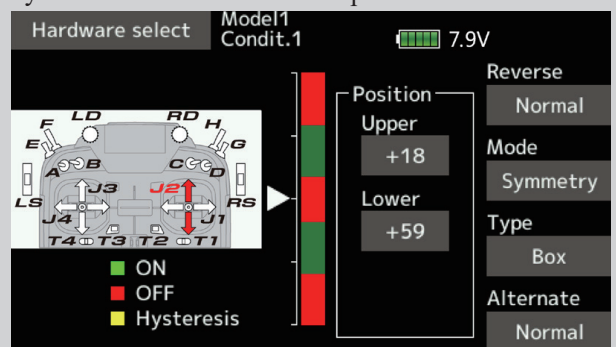 Hardware select
Model1
Condit.1
7.9V
LD
RD
F
H
E
G
A
B
C
D
J3
J2
LS
RS
J4
J1
T4
T3
T2
T1
ON
OFF
Hysteresis
Position
Upper
+18
Lower
+59
Reverse
Normal
Mode
Symmetry
Type
Box
Alternate
Normal